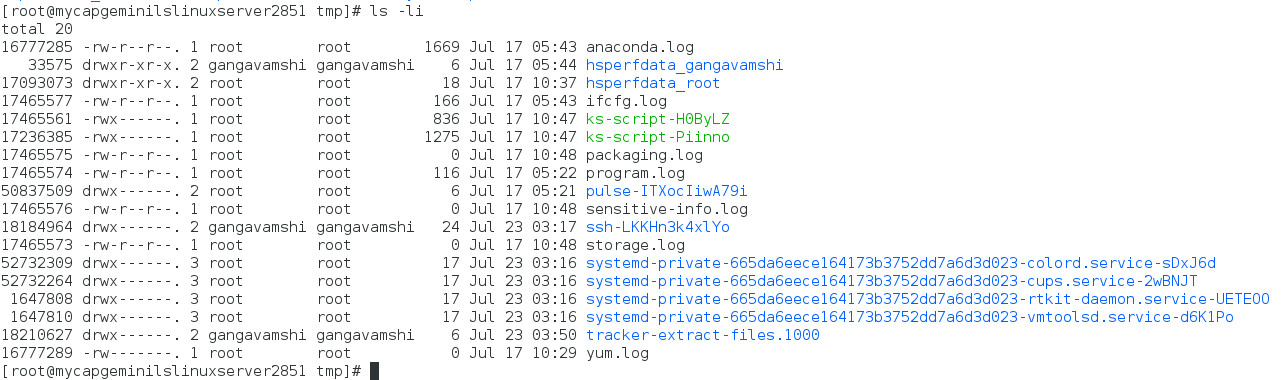 [root@mycapgeminilslinuxserver2851 tmp]# ls -li
total 20
16777285 -rw-r--r--. 1 root        root        1669 Jul 17 05:43 anaconda.log
   33575 drwxr-xr-x. 2 gangavamshi gangavamshi    6 Jul 17 05:44 hsperfdata_gangavamshi
17093073 drwxr-xr-x. 2 root        root          18 Jul 17 10:37 hsperfdata_root
17465577 -rw-r--r--. 1 root        root         166 Jul 17 05:43 ifcfg.log
17465561 -rwx------. 1 root        root         836 Jul 17 10:47 ks-script-H0ByLZ
17236385 -rwx------. 1 root        root        1275 Jul 17 10:47 ks-script-Piinno
17465575 -rw-r--r--. 1 root        root           0 Jul 17 10:48 packaging.log
17465574 -rw-r--r--. 1 root        root         116 Jul 17 05:22 program.log
50837509 drwx------. 2 root        root           6 Jul 17 05:21 pulse-ITXocIiwA79i
17465576 -rw-r--r--. 1 root        root           0 Jul 17 10:48 sensitive-info.log
18184964 drwx------. 2 gangavamshi gangavamshi   24 Jul 23 03:17 ssh-LKKHn3k4xlYo
17465573 -rw-r--r--. 1 root        root           0 Jul 17 10:48 storage.log
52732309 drwx------. 3 root        root          17 Jul 23 03:16 systemd-private-665da6eece164173b3752dd7a6d3d023-colord.service-sDxJ6d
52732264 drwx------. 3 root        root          17 Jul 23 03:16 systemd-private-665da6eece164173b3752dd7a6d3d023-cups.service-2wBNJT
 1647808 drwx------. 3 root        root          17 Jul 23 03:16 systemd-private-665da6eece164173b3752dd7a6d3d023-rtkit-daemon.service-UETEOO
 1647810 drwx------. 3 root        root          17 Jul 23 03:16 systemd-private-665da6eece164173b3752dd7a6d3d023-vmtoolsd.service-d6K1Po
18210627 drwx------. 2 gangavamshi gangavamshi    6 Jul 23 03:50 tracker-extract-files.1000
16777289 -rw-------. 1 root        root           0 Jul 17 10:29 yum.log
[root@mycapgeminilslinuxserver2851 tmp]#